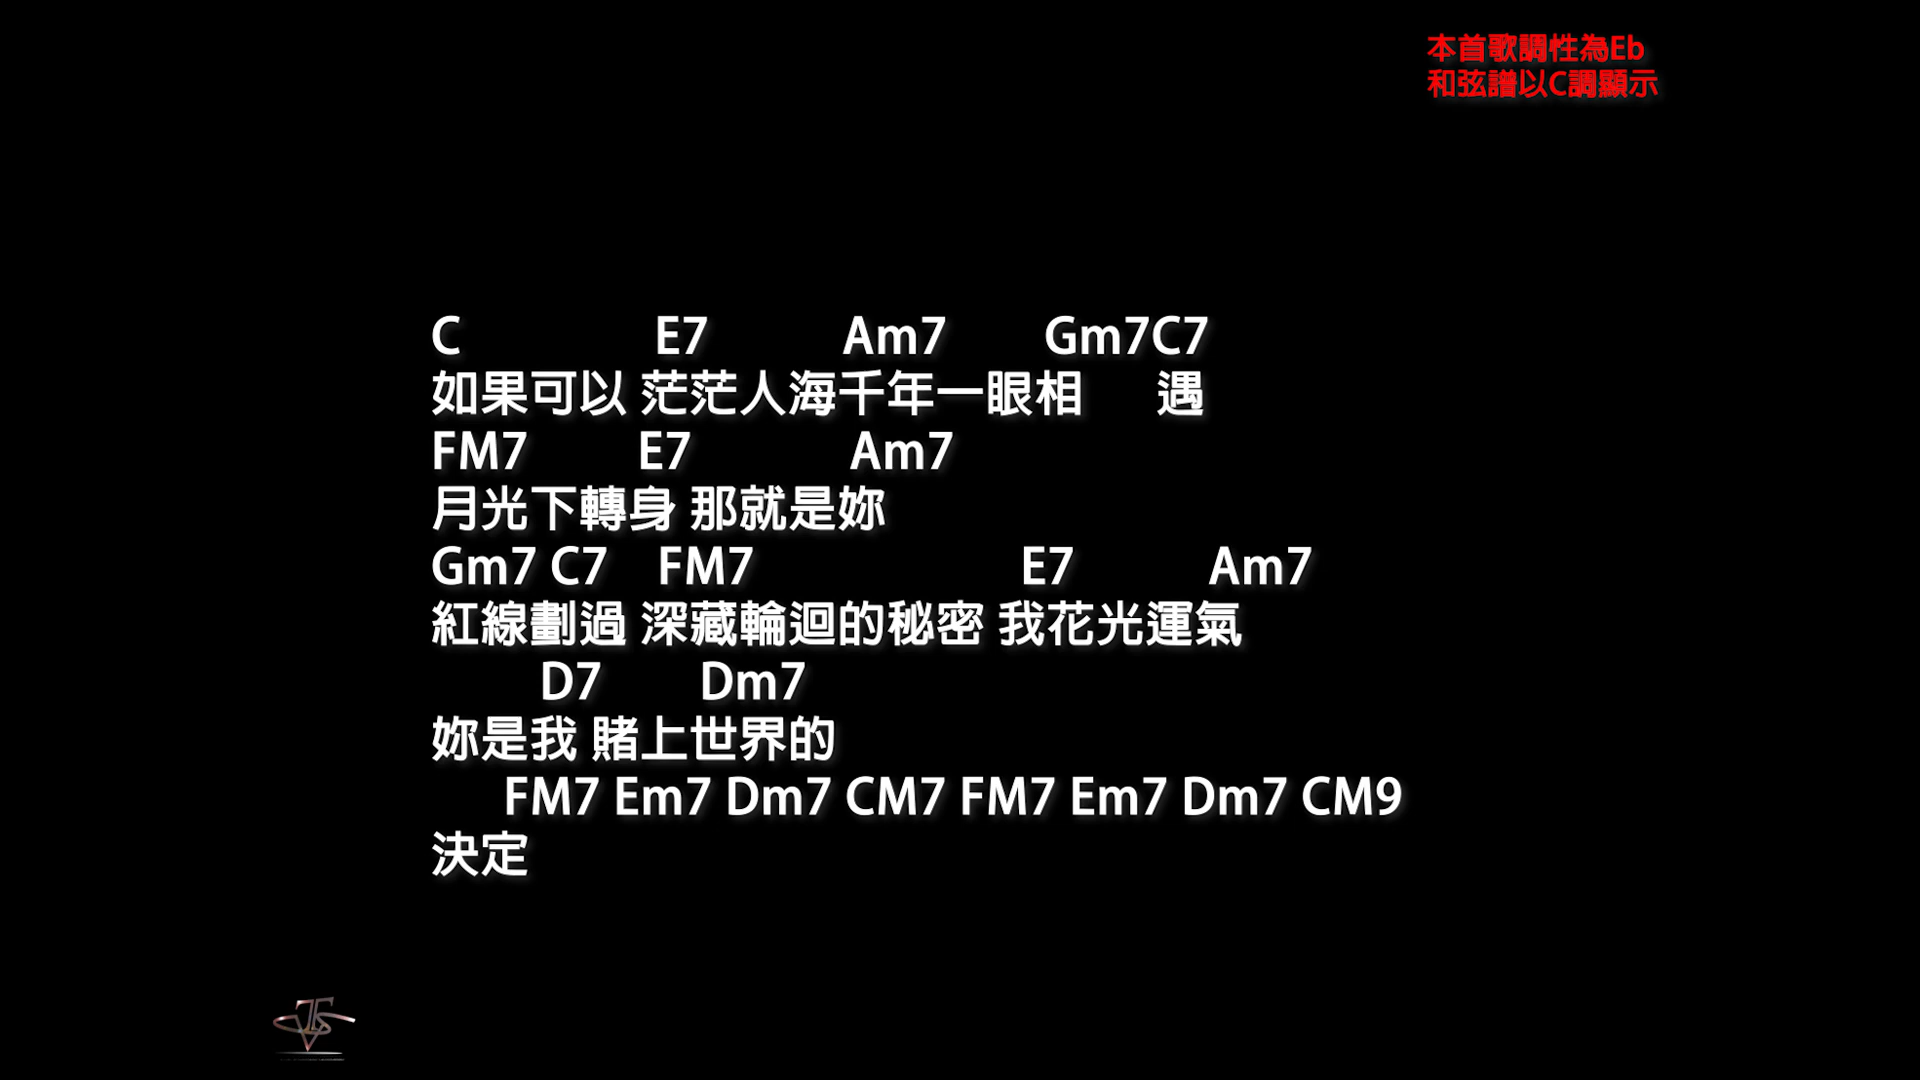 本首歌調性為Eb
和弦譜以C調顯示
C E7 Am7 Gm7C7
如果可以 茫茫人海千年一眼相 遇
FM7 E7 Am7
月光下轉身 那就是妳
Gm7 C7 FM7 E7 Am7
紅線劃過 深藏輪迴的秘密 我花光運氣
D7 Dm7
妳是我 賭上世界的
FM7 Em7 Dm7 CM7 FM7 Em7 Dm7 CM9
決定